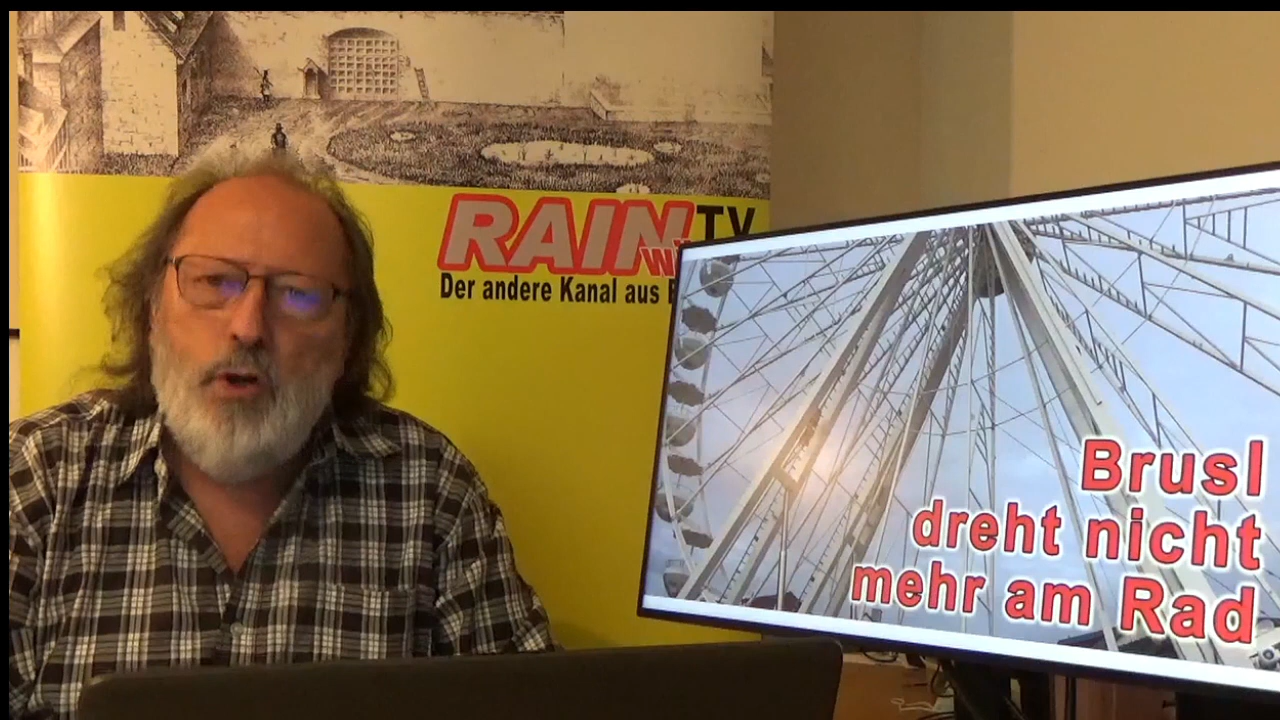 RAIN TV
Der andere Kanal aus
Brusl
dreht nicht
mehr am Rad